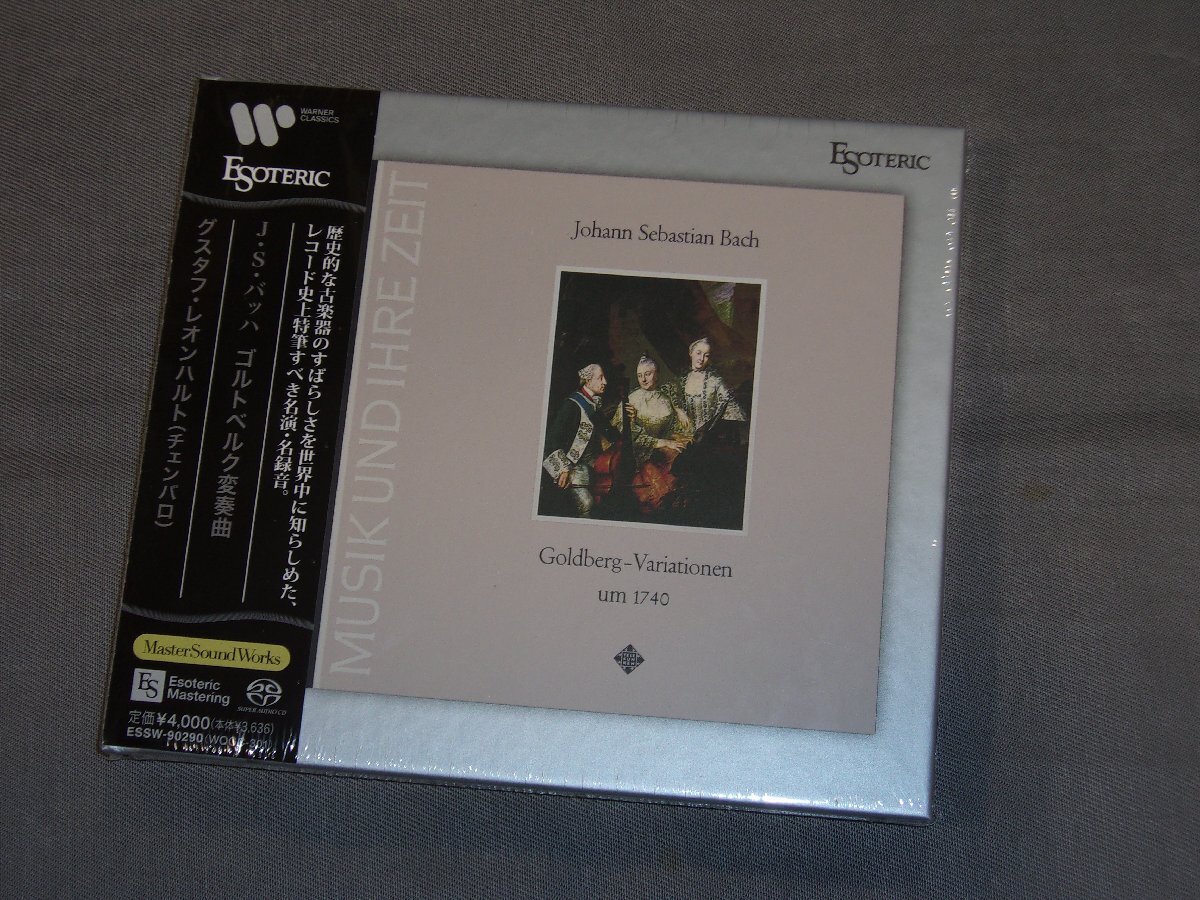 WARNER
CLASSICS
ESOTERIC
歴史的な古楽器のすばらしさを世界中に知らしめた、
レコード史上特筆すべき名演・名録音。
J・S・バッハ ゴルトベルク変奏曲
グスタフ・レオンハルト(チェンバロ)
MasterSoundWorks
ES
Esoteric
Mastering
SUPER AUDIO CD
定価¥4,000(本体¥3,636)
ESSW-90290
MUSIK UND IHRE ZEIT
ESOTERIC
Johann Sebastian Bach
Goldberg-Variationen
um 1740